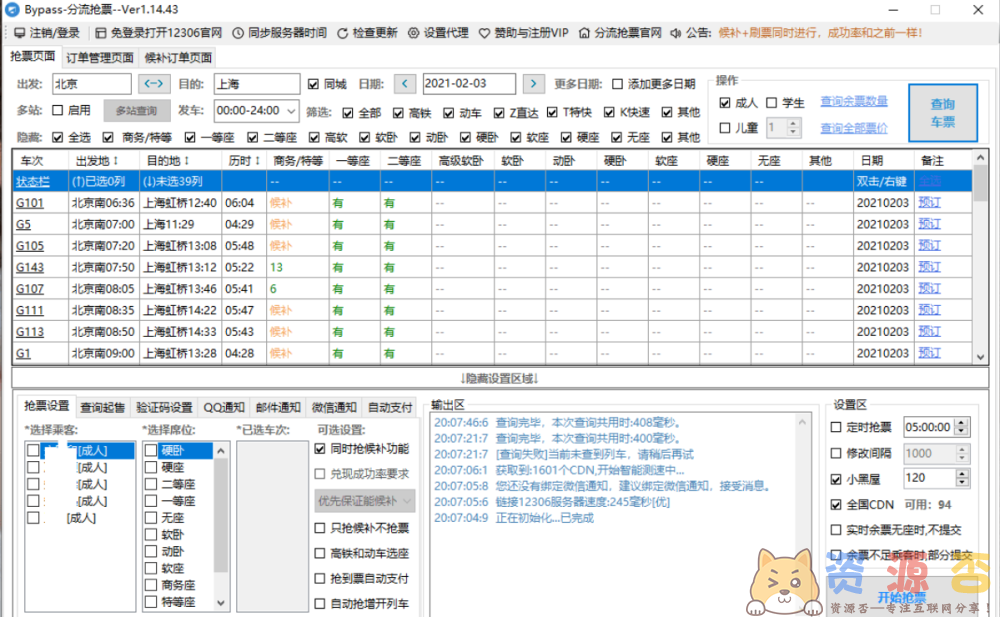 Bypass-分流抢票--Ver1.14.43
注销/登录 免登录打开12306官网 同步服务器时间 检查更新 设置代理 赞助与注册VIP 分流抢票官网 公告: 候补+刷票同时进行，成功率和之前一样！
抢票页面 订单管理页面 候补订单页面
出发: 北京 <--> 目的: 上海 同城 日期: < 2021-02-03 > 更多日期: 添加更多日期
操作
多站: 启用 多站查询 发车: 00:00-24:00 筛选: 全部 高铁 动车 Z直达 T特快 K快速 其他
成人 学生 查询余票数量
儿童 1 查询全部票价
查询车票
隐藏: 全选 商务/特等 一等座 二等座 高软 软卧 动卧 硬卧 软座 硬座 无座 其他
车次 出发地↕ 目的地↕ 历时↕ 商务/特等 一等座 二等座 高级软卧 软卧 动卧 硬卧 软座 硬座 无座 其他 日期 备注
状态栏 (↑)已选0列 (↓)未选39列 -- -- -- -- -- -- -- -- -- -- -- 双击/右键
G101 北京南06:36 上海虹桥12:40 06:04 候补 有 有 -- -- -- -- -- -- -- -- 20210203 预订
G5 北京南07:00 上海11:29 04:29 候补 有 有 -- -- -- -- -- -- -- -- 20210203 预订
G105 北京南07:20 上海虹桥13:08 05:48 候补 有 有 -- -- -- -- -- -- -- -- 20210203 预订
G143 北京南07:50 上海虹桥13:12 05:22 13 有 有 -- -- -- -- -- -- -- -- 20210203 预订
G107 北京南08:05 上海虹桥13:46 05:41 6 有 有 -- -- -- -- -- -- -- -- 20210203 预订
G111 北京南08:35 上海虹桥14:22 05:47 候补 有 有 -- -- -- -- -- -- -- -- 20210203 预订
G113 北京南08:50 上海虹桥14:33 05:43 候补 有 有 -- -- -- -- -- -- -- -- 20210203 预订
G1 北京南09:00 上海虹桥13:28 04:28 候补 有 有 -- -- -- -- -- -- -- -- 20210203 预订
↓隐藏设置区域↓
抢票设置 查询起售 验证码设置 QQ通知 邮件通知 微信通知 自动支付
*选择乘客:
[成人]
[成人]
[成人]
[成人]
[成人]
*选择席位:
硬卧
硬座
二等座
一等座
无座
软卧
动卧
软座
商务座
特等座
*已选车次:
可选设置:
同时抢候补功能
兑现成功率要求
优先保证能候补
只抢候补不抢票
高铁和动车选座
抢到票自动支付
自动抢增开列车
输出区
20:07:46:6 查询完毕，本次查询共用时:408毫秒。
20:07:21:7 查询完毕，本次查询共用时:400毫秒。
20:07:21:7 [查询失败]当前未查到列车，请稍后再试
20:07:06:1 获取到:1601个CDN,开始智能测速中...
20:07:05:8 您还没有绑定微信通知，建议绑定微信通知，接受消息。
20:07:05:6 链接12306服务器速度:245毫秒[优]
20:07:04:9 正在初始化...已完成
设置区
定时抢票 05:00:00
修改间隔 1000
小黑屋 120
全国CDN 可用: 94
实时余票无座时,不提交
余票不足乘客时,部分提交
开始抢票
资源否
资源否—专注互联网分享！